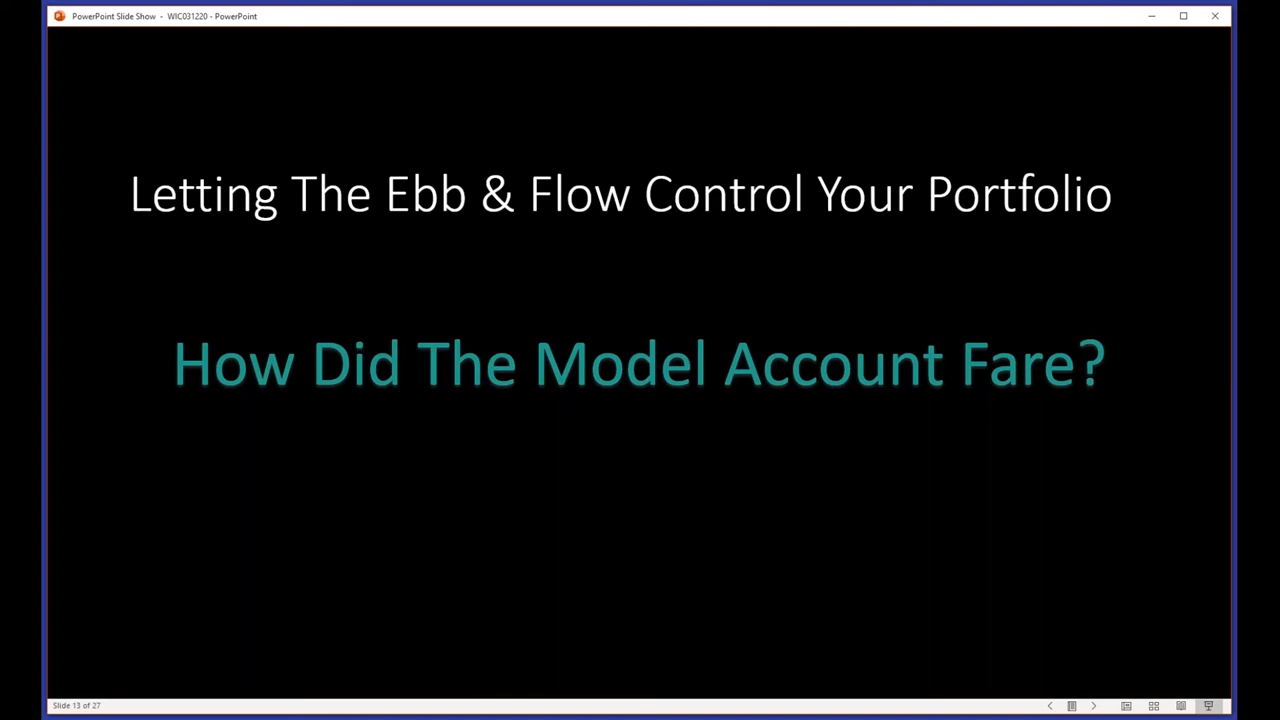 PowerPoint Slide Show - WIC031220 - PowerPoint
Letting The Ebb & Flow Control Your Portfolio
How Did The Model Account Fare?
Slide 13 of 27